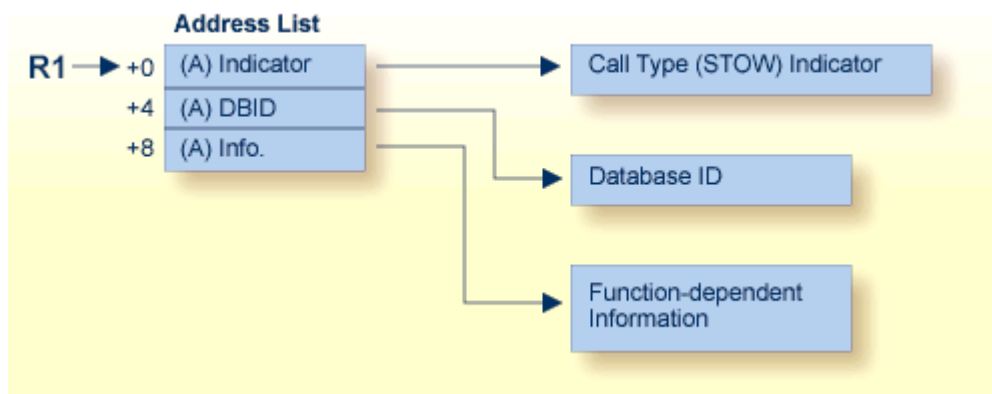 Address List
R1 +0 (A) Indicator Call Type (STOW) Indicator
+4 (A) DBID
+8 (A) Info.
Database ID
Function-dependent
Information